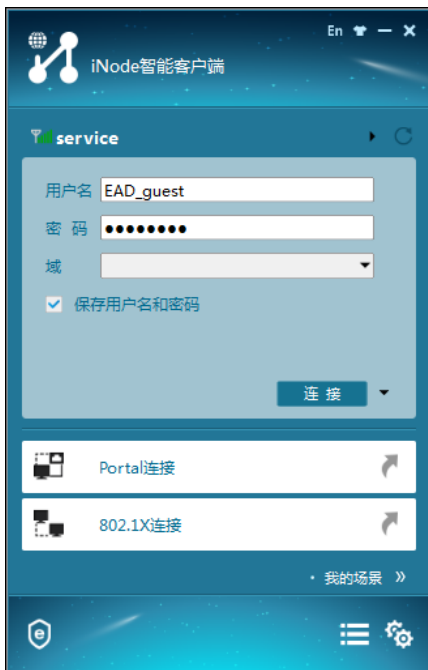 En
iNode智能客户端
service
用户名 EAD_guest
密 码 ●●●●●●●●
域
保存用户名和密码
连 接
Portal连接
802.1X连接
· 我的场景 »
e